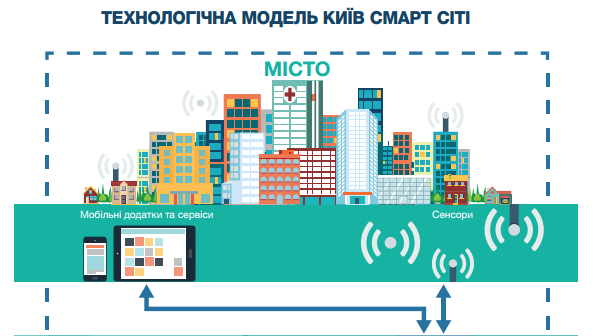 ТЕХНОЛОГІЧНА МОДЕЛЬ КИЇВ СМАРТ СІТІ
МІСТО
Мобільні додатки та сервіси
Сенсори